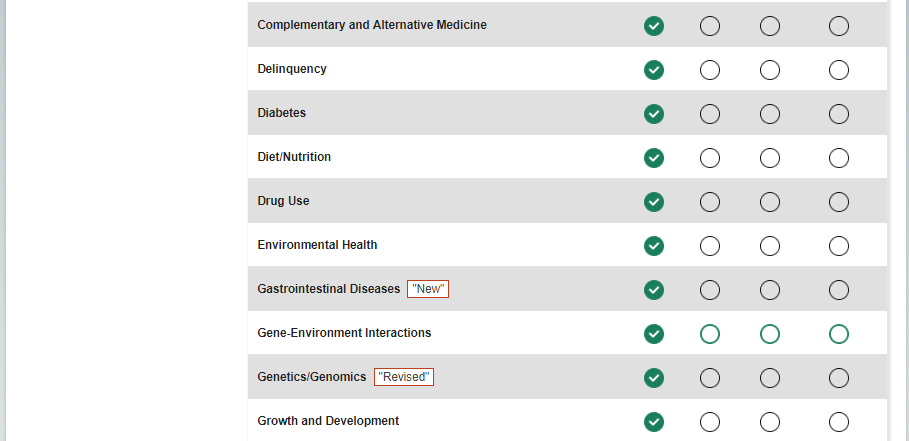 Complementary and Alternative Medicine
Delinquency
Diabetes
Diet/Nutrition
Drug Use
Environmental Health
Gastrointestinal Diseases "New"
Gene-Environment Interactions
Genetics/Genomics "Revised"
Growth and Development